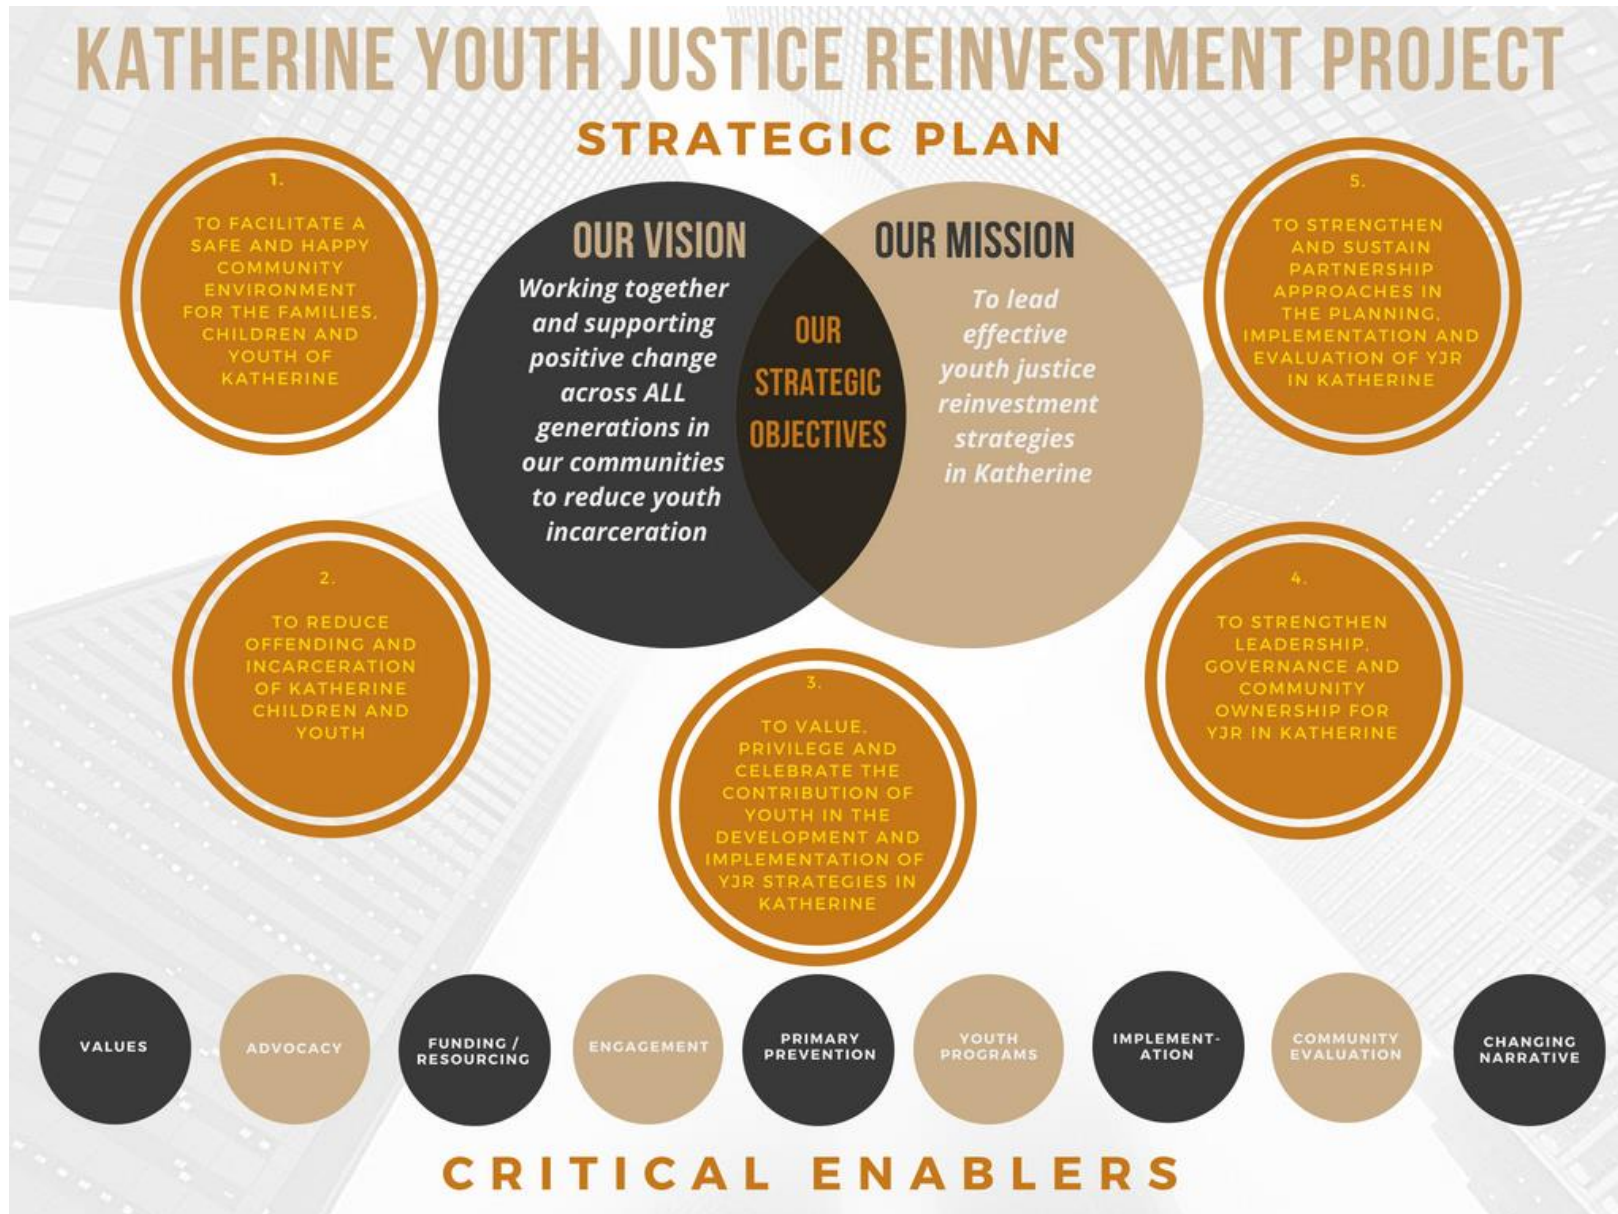 KATHERINE YOUTH JUSTICE REINVESTMENT PROJECT
STRATEGIC PLAN
1.
TO FACILITATE A
SAFE AND HAPPY
COMMUNITY
ENVIRONMENT
FOR THE FAMILIES,
CHILDREN AND
YOUTH OF
KATHERINE
OUR VISION
Working together
and supporting
positive change
across ALL
generations in
our communities
to reduce youth
incarceration
OUR
STRATEGIC
OBJECTIVES
OUR MISSION
To lead
effective
youth justice
reinvestment
strategies
in Katherine
5.
TO STRENGTHEN
AND SUSTAIN
PARTNERSHIP
APPROACHES IN
THE PLANNING,
IMPLEMENTATION AND
EVALUATION OF YJR
IN KATHERINE
2.
TO REDUCE
OFFENDING AND
INCARCERATION
OF KATHERINE
CHILDREN AND
YOUTH
3.
TO VALUE,
PRIVILEGE AND
CELEBRATE THE
CONTRIBUTION OF
YOUTH IN THE
DEVELOPMENT AND
IMPLEMENTATION OF
YJR STRATEGIES IN
KATHERINE
4.
TO STRENGTHEN
LEADERSHIP,
GOVERNANCE AND
COMMUNITY
OWNERSHIP FOR
YJR IN KATHERINE
VALUES
ADVOCACY
FUNDING /
RESOURCING
ENGAGEMENT
PRIMARY
PREVENTION
YOUTH
PROGRAMS
IMPLEMENT-
ATION
COMMUNITY
EVALUATION
CHANGING
NARRATIVE
CRITICAL ENABLERS